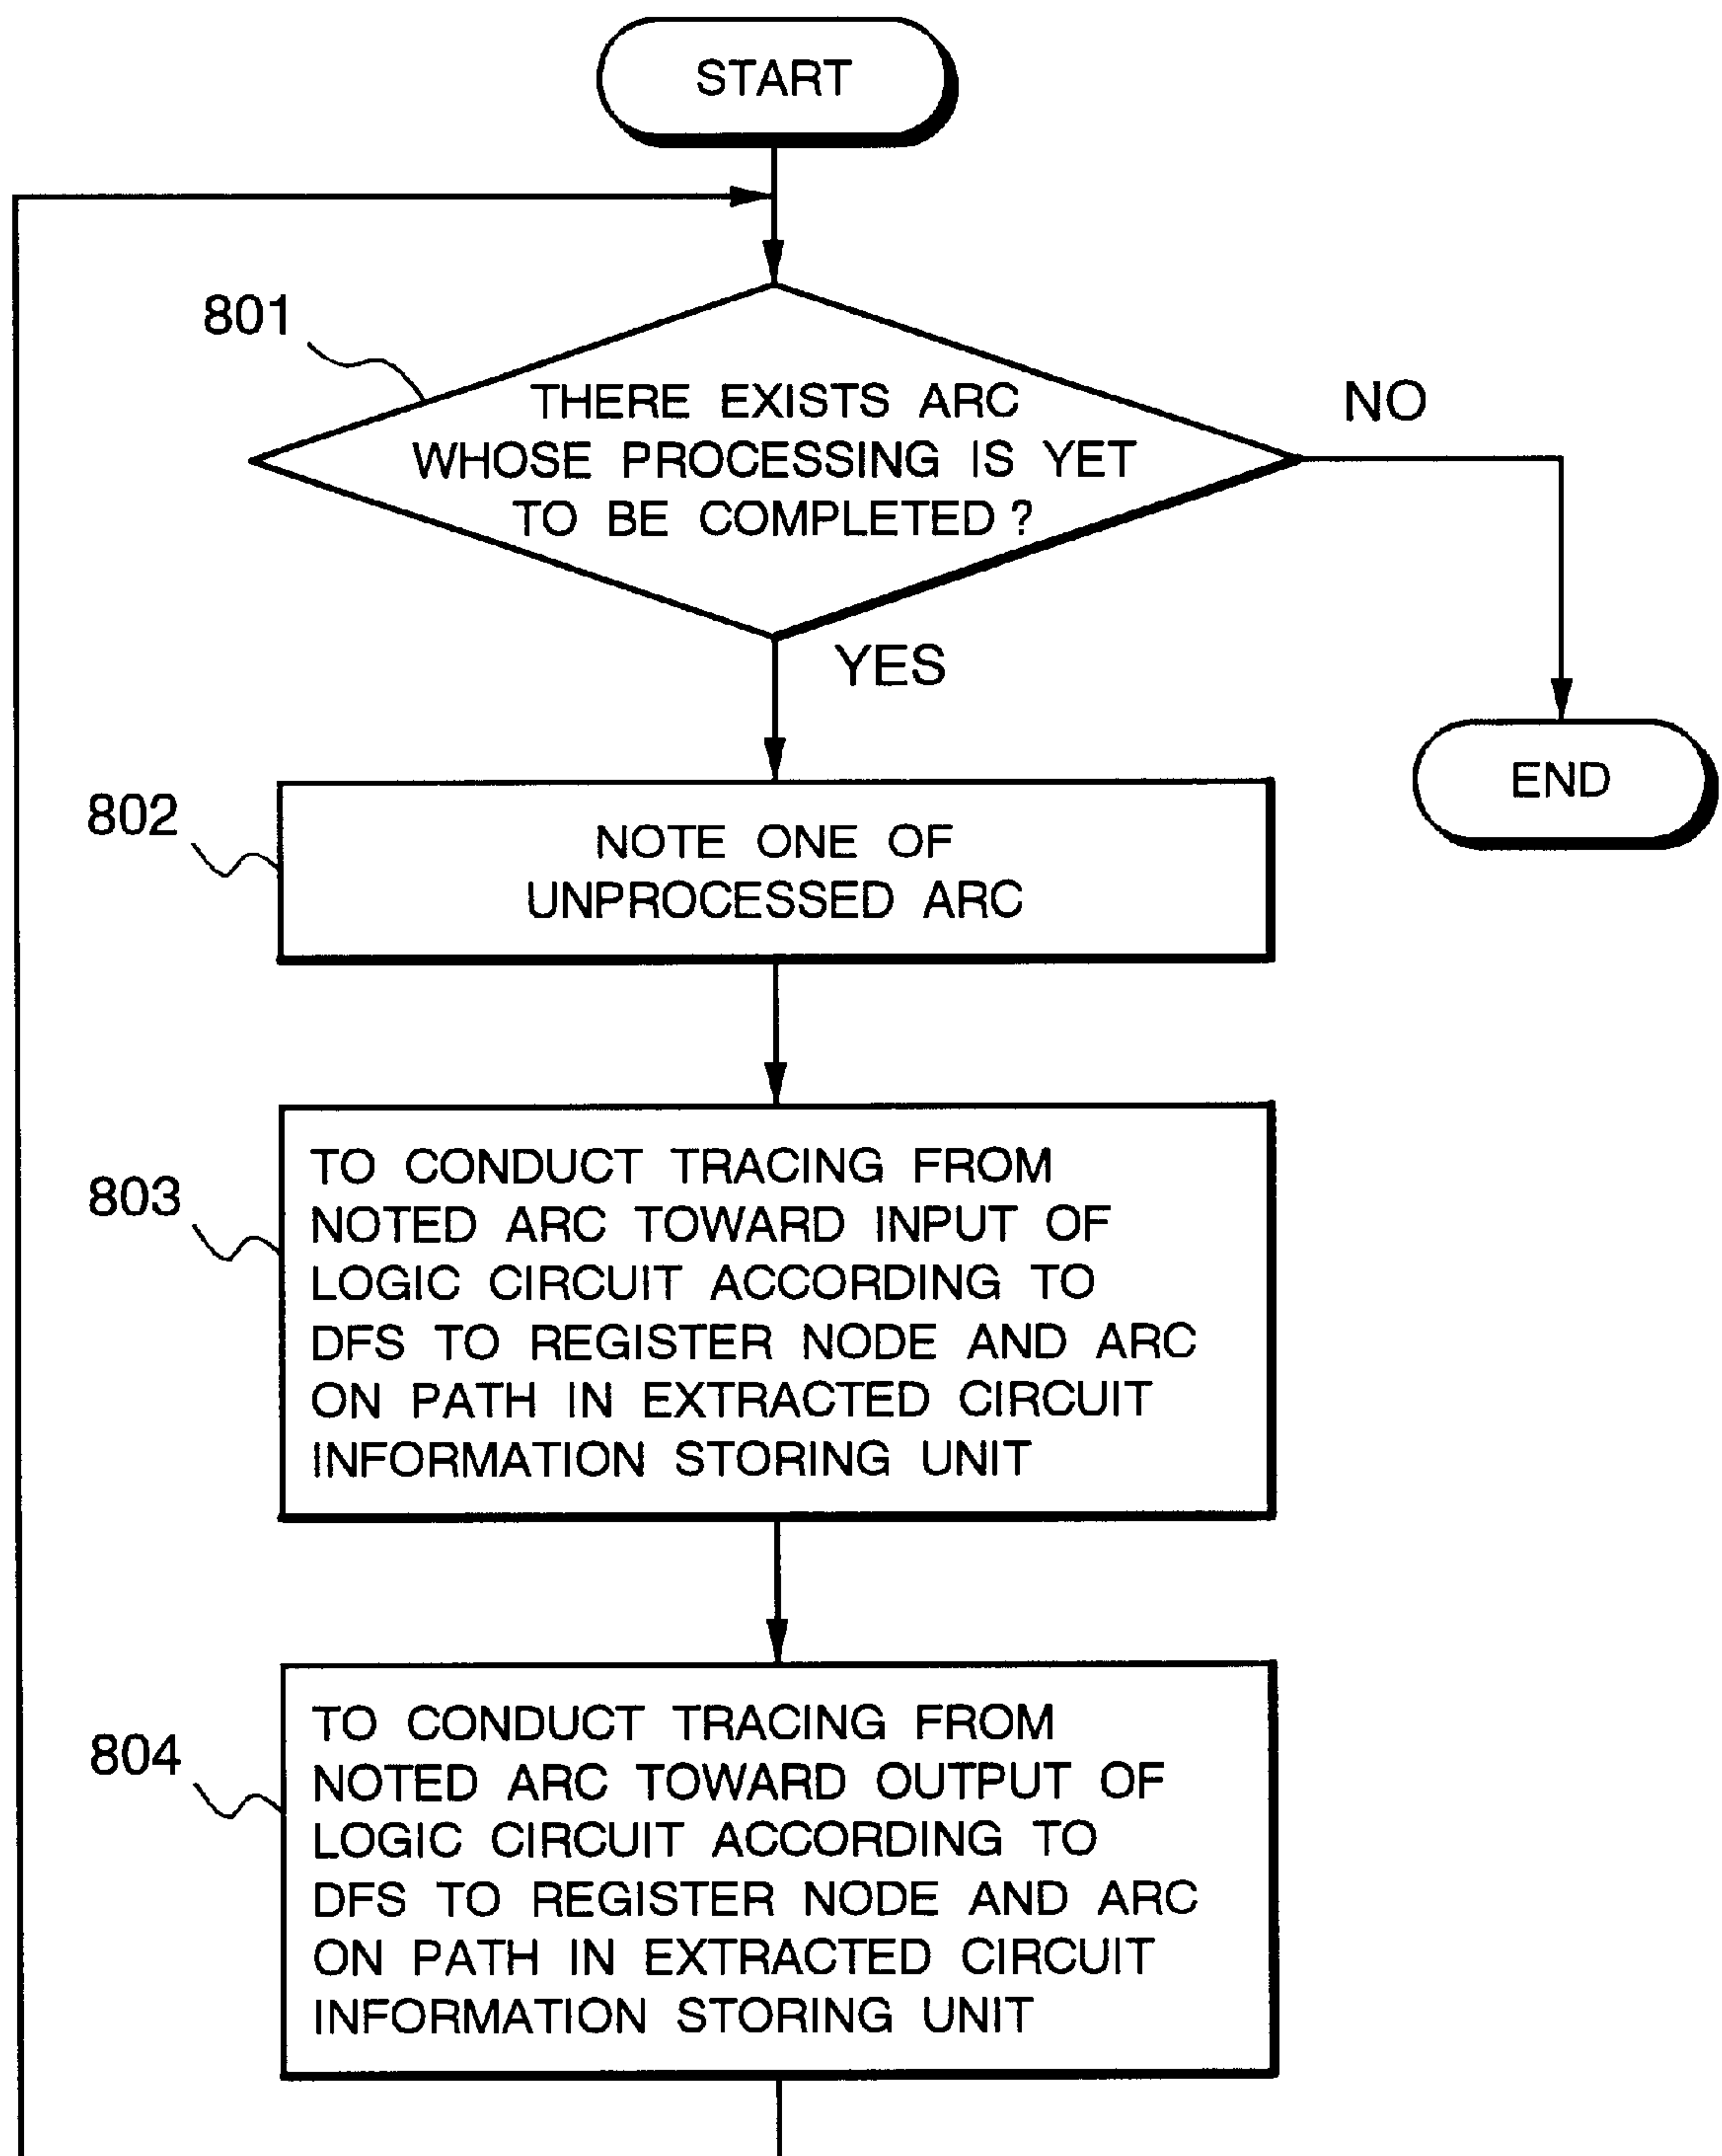 START
801
THERE EXISTS ARC
WHOSE PROCESSING IS YET
TO BE COMPLETED ?
NO
YES
END
802
NOTE ONE OF
UNPROCESSED ARC
803
TO CONDUCT TRACING FROM
NOTED ARC TOWARD INPUT OF
LOGIC CIRCUIT ACCORDING TO
DFS TO REGISTER NODE AND ARC
ON PATH IN EXTRACTED CIRCUIT
INFORMATION STORING UNIT
804
TO CONDUCT TRACING FROM
NOTED ARC TOWARD OUTPUT OF
LOGIC CIRCUIT ACCORDING TO
DFS TO REGISTER NODE AND ARC
ON PATH IN EXTRACTED CIRCUIT
INFORMATION STORING UNIT